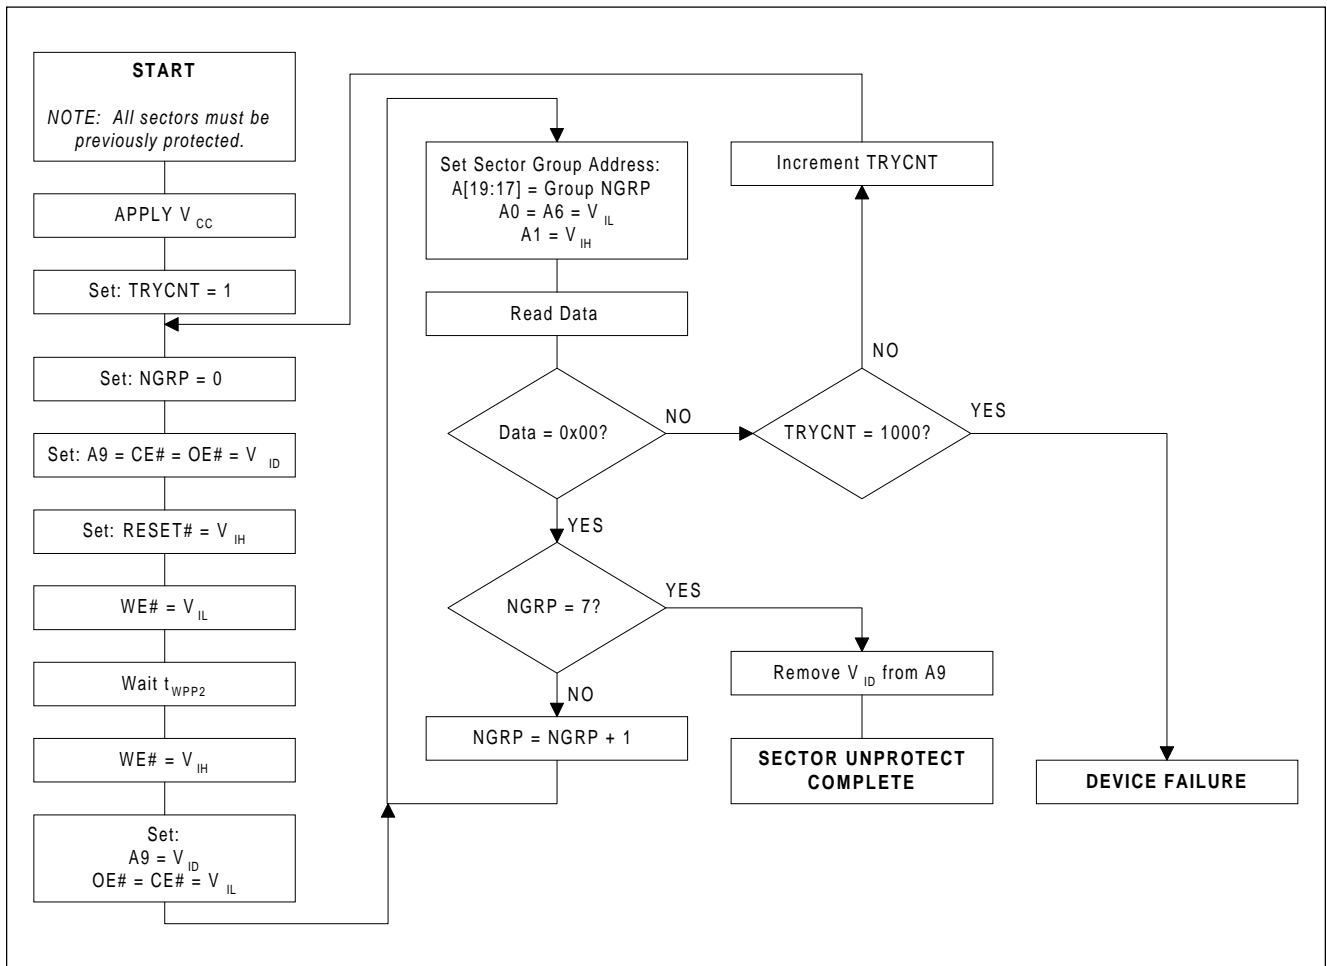 START
NOTE: All sectors must be
previously protected.
APPLY V CC
Set: TRYCNT = 1
Set: NGRP = 0
Set: A9 = CE# = OE# = V ID
Set: RESET# = V IH
WE# = V IL
Wait t WPP2
WE# = V IH
Set:
A9 = V ID
OE# = CE# = V IL
Set Sector Group Address:
A[19:17] = Group NGRP
A0 = A6 = V IL
A1 = V IH
Read Data
Data = 0x00?
NO
YES
NGRP = 7?
YES
NO
NGRP = NGRP + 1
Increment TRYCNT
NO
TRYCNT = 1000?
YES
Remove V ID from A9
SECTOR UNPROTECT
COMPLETE
DEVICE FAILURE